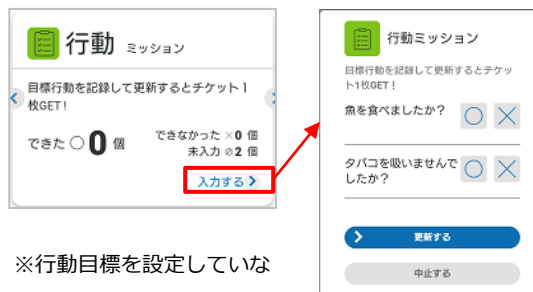 行動 ミッション
目標行動を記録して更新するとチケット1
枚GET！
できた○0 個
できなかった×0 個
未入力⊘2 個
入力する
※行動目標を設定していな
行動ミッション
目標行動を記録して更新するとチケッ
ト1枚GET！
魚を食べましたか？
タバコを吸いませんで
したか？
更新する
中止する